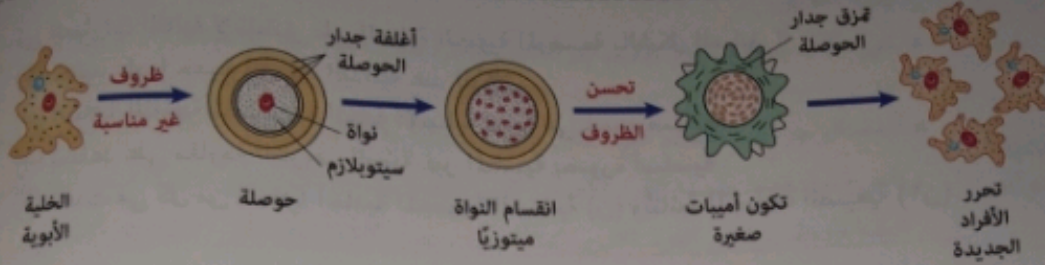 ظروف
غير مناسبة
أغلفة جدار
الحوصلة
نواة
سيتوبلازم
تحسن
الظروف
تمزق جدار
الحوصلة
الخلية
الأبوية
حوصلة
انقسام النواة
ميتوزيًا
تكون أميبات
صغيرة
تحرر
الأفراد
الجديدة